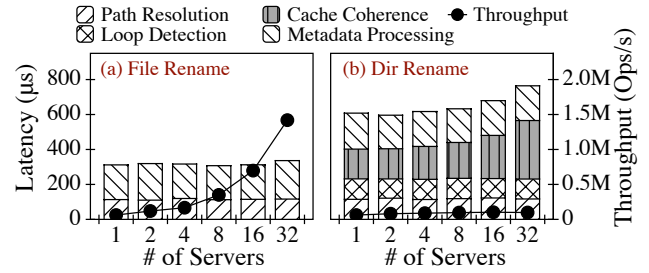 Path Resolution Cache Coherence Throughput
Loop Detection Metadata Processing
(a) File Rename (b) Dir Rename
Latency (μs)
800
600
400
200
0
2.0M
1.5M
1.0M
0.5M
0
Throughput (Ops/s)
1 2 4 8 16 32 1 2 4 8 16 32
# of Servers # of Servers